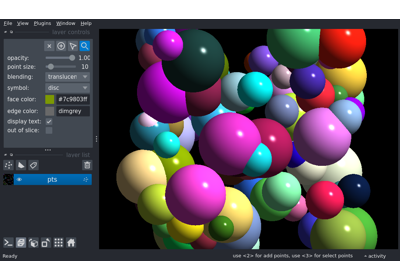 File View Plugins Window Help
layer controls
opacity: 1.00
point size: 10
blending: translucen
symbol: disc
face color: #7c9803ff
edge color: dimgrey
display text:
out of slice:
layer list
pts
Ready use <2> for add points, use <3> for select points activity